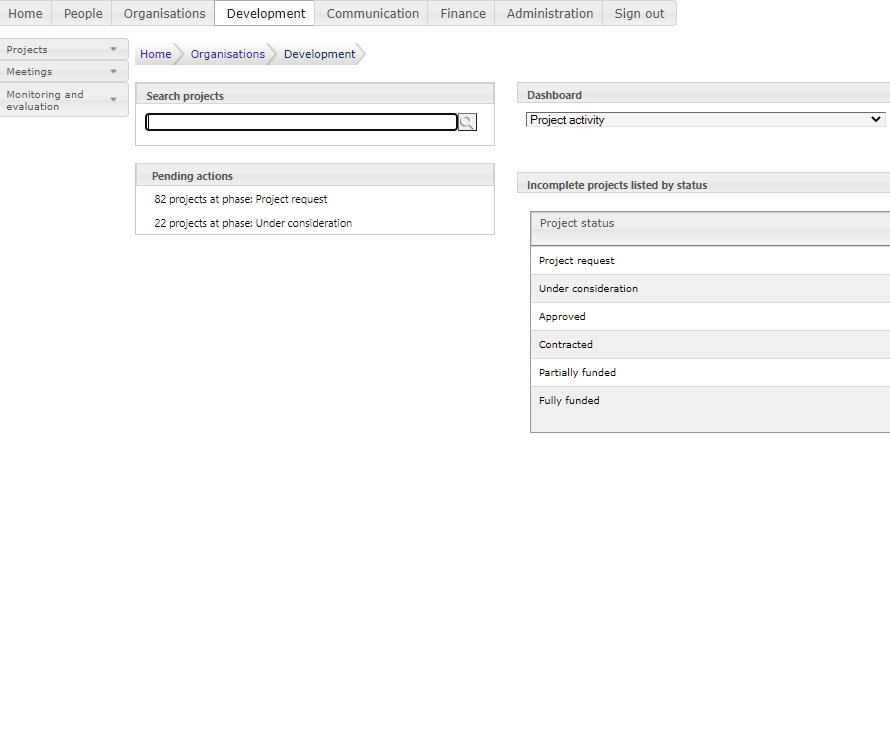 Home People Organisations Development Communication Finance Administration Sign out
Projects
Meetings
Monitoring and
evaluation
Home Organisations Development
Search projects
Pending actions
82 projects at phase: Project request
22 projects at phase: Under consideration
Dashboard
Project activity
Incomplete projects listed by status
Project status
Project request
Under consideration
Approved
Contracted
Partially funded
Fully funded